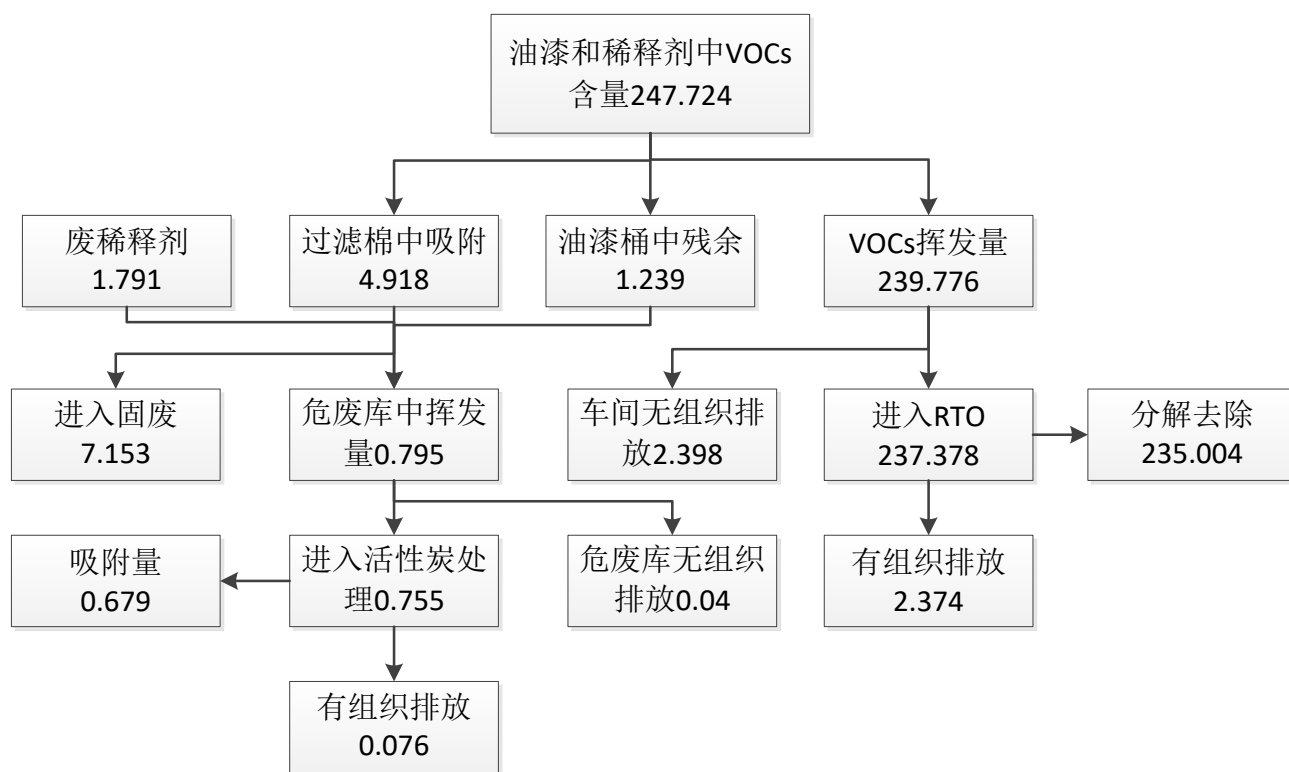 油漆和稀释剂中VOCs
含量247.724
废稀释剂
1.791
过滤棉中吸附
4.918
油漆桶中残余
1.239
VOCs挥发量
239.776
进入固废
7.153
危废库中挥发
量0.795
车间无组织排
放2.398
进入RTO
237.378
分解去除
235.004
吸附量
0.679
进入活性炭处
理0.755
危废库无组织
排放0.04
有组织排放
2.374
有组织排放
0.076